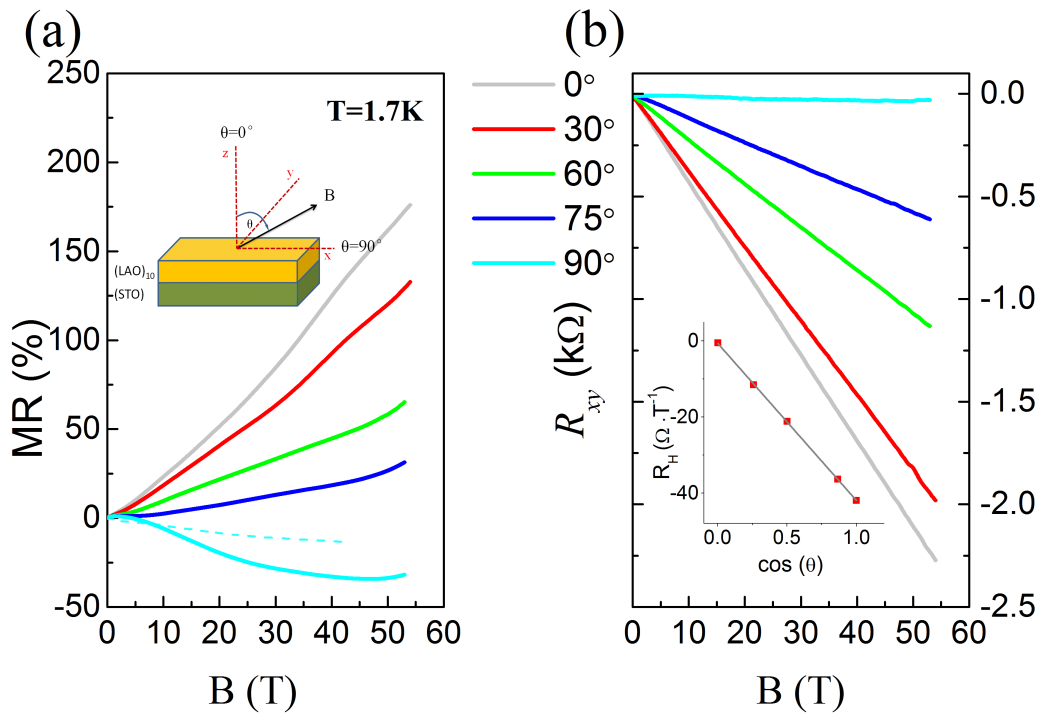 (a)
MR (%)
250
200
150
100
50
0
-50
0 10 20 30 40 50 60
B (T)
T=1.7K
θ=0°
z
y
B
θ
θ=90°
x
(LAO)10
(STO)
0°
30°
60°
75°
90°
(b)
Rxy (kΩ)
0.0
-0.5
-1.0
-1.5
-2.0
-2.5
0 10 20 30 40 50 60
B (T)
RH (Ω·T-1)
0
-20
-40
0.0 0.5 1.0
cos (θ)